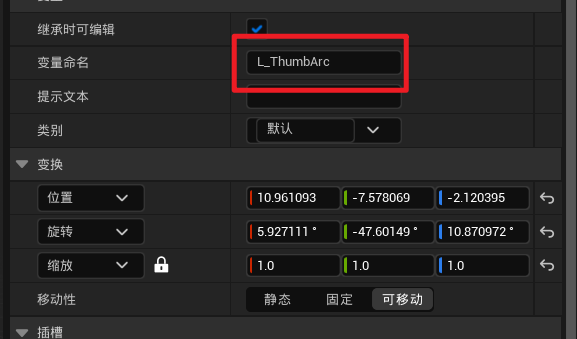 继承时可编辑
变量命名 L_ThumbArc
提示文本
类别 默认
变换
位置 10.961093 -7.578069 -2.120395
旋转 5.927111 ° -47.60149 ° 10.870972 °
缩放 1.0 1.0 1.0
移动性 静态 固定 可移动
插槽